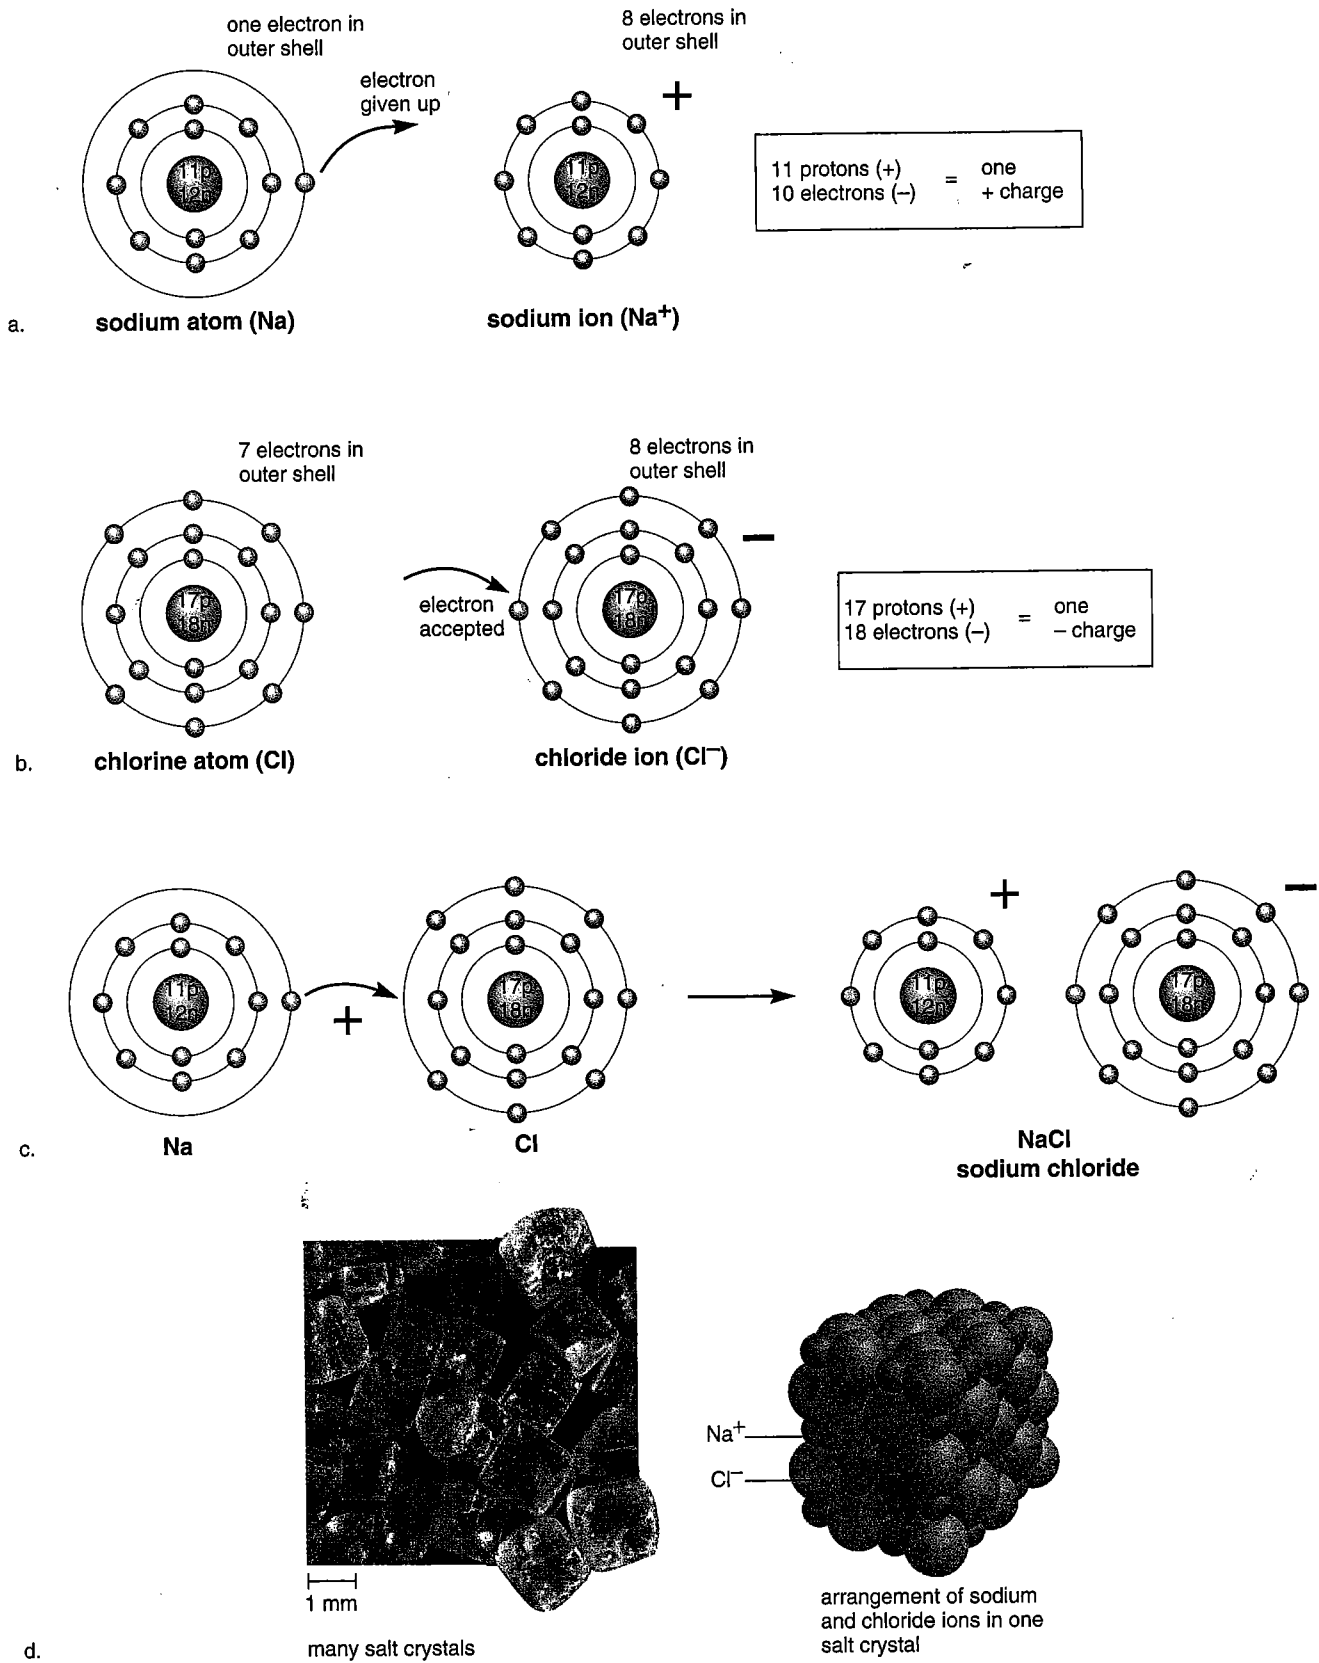 one electron in
outer shell
electron
given up
8 electrons in
outer shell
+
11p
12n
11p
12n
11 protons (+)
10 electrons (–)
=
one
+ charge
a.
sodium atom (Na)
sodium ion (Na+)
7 electrons in
outer shell
8 electrons in
outer shell
–
17p
18n
electron
accepted
17p
18n
17 protons (+)
18 electrons (–)
=
one
– charge
b.
chlorine atom (Cl)
chloride ion (Cl–)
11p
12n
+
17p
18n
+
11p
12n
–
17p
18n
c.
Na
Cl
NaCl
sodium chloride
Na+
Cl–
1 mm
many salt crystals
arrangement of sodium
and chloride ions in one
salt crystal
d.